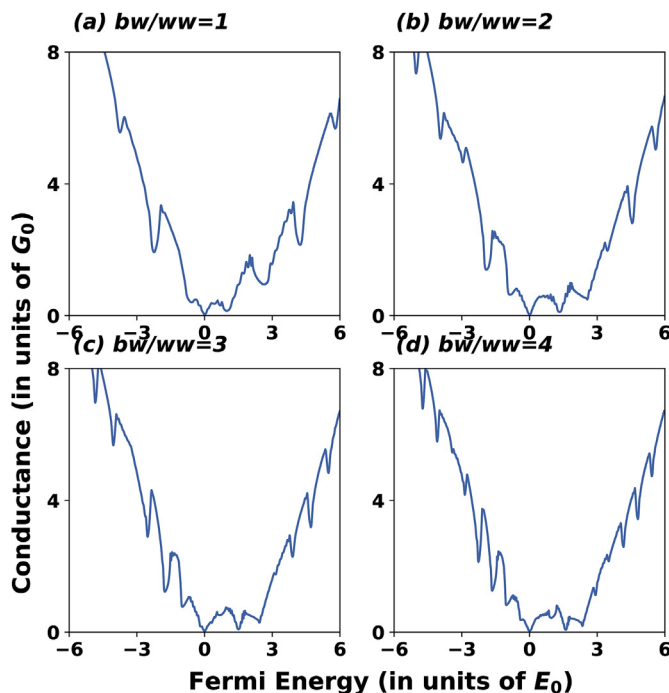 (a) bw/ww=1
(b) bw/ww=2
8
8
4
4
0
0
−6 −3 0 3 6
−6 −3 0 3 6
(c) bw/ww=3
(d) bw/ww=4
8
8
4
4
0
0
−6 −3 0 3 6
−6 −3 0 3 6
Conductance (in units of G₀)
Fermi Energy (in units of E₀)